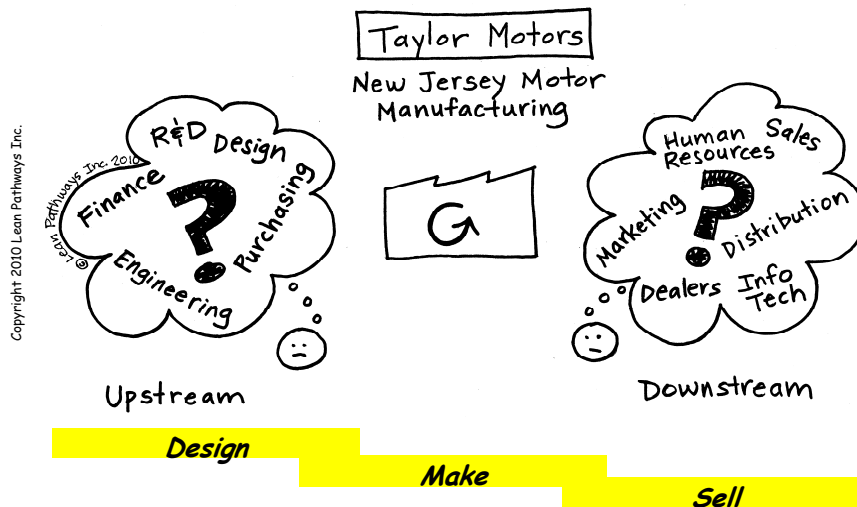 Taylor Motors
New Jersey Motor
Manufacturing
Copyright 2010 Lean Pathways Inc.
© Lean Pathways Inc. 2010
R&D
Design
Finance
Purchasing
Engineering
?
Human
Resources
Sales
Marketing
?
Distribution
Dealers
Info
Tech
Upstream
Downstream
Design
Make
Sell